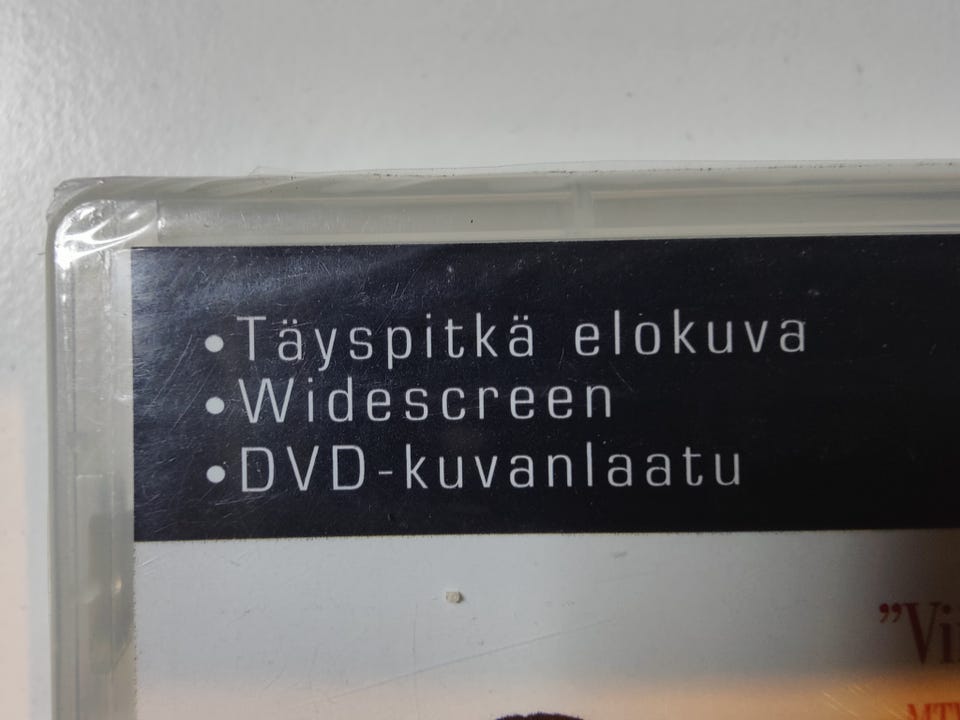 •Täyspitkä elokuva
•Widescreen
•DVD-kuvanlaatu